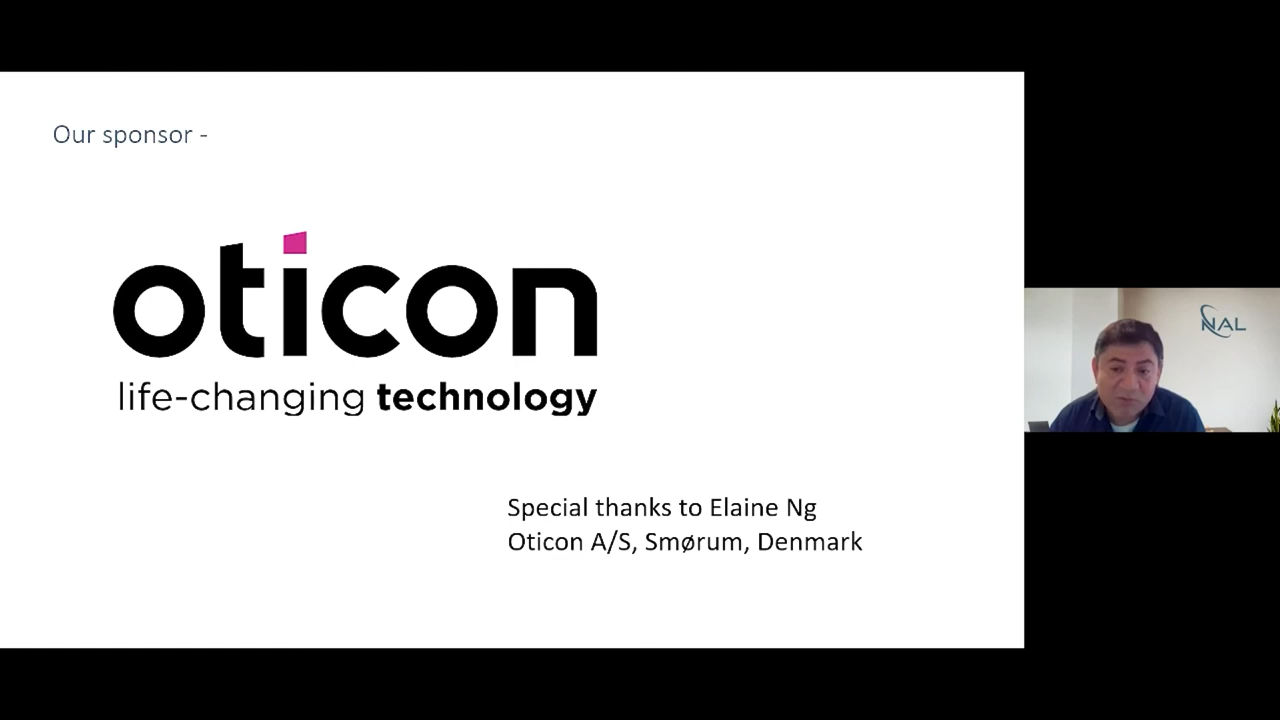 Our sponsor -
oticon
life-changing technology
Special thanks to Elaine Ng
Oticon A/S, Smørum, Denmark
NAL